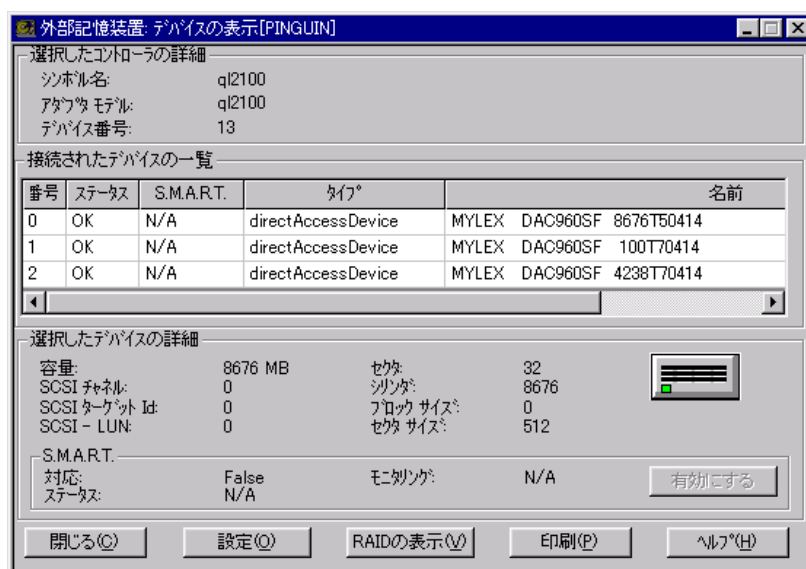 外部記憶装置: デバイスの表示[PINGUIN]
選択したコントローラの詳細
シンボル名: ql2100
アダプタ モデル: ql2100
デバイス番号: 13
接続されたデバイスの一覧
番号 ステータス S.M.A.R.T. タイプ 名前
0 OK N/A directAccessDevice MYLEX DAC960SF 8676T50414
1 OK N/A directAccessDevice MYLEX DAC960SF 100T70414
2 OK N/A directAccessDevice MYLEX DAC960SF 4238T70414
選択したデバイスの詳細
容量: 8676 MB セクタ: 32
SCSI チャネル: 0 シリンダ: 8676
SCSI ターゲット Id: 0 ブロック サイズ: 0
SCSI - LUN: 0 セクタ サイズ: 512
S.M.A.R.T.
対応: False モニタリング: N/A 有効にする
ステータス: N/A
閉じる(C) 設定(O) RAIDの表示(V) 印刷(P) ヘルプ(H)